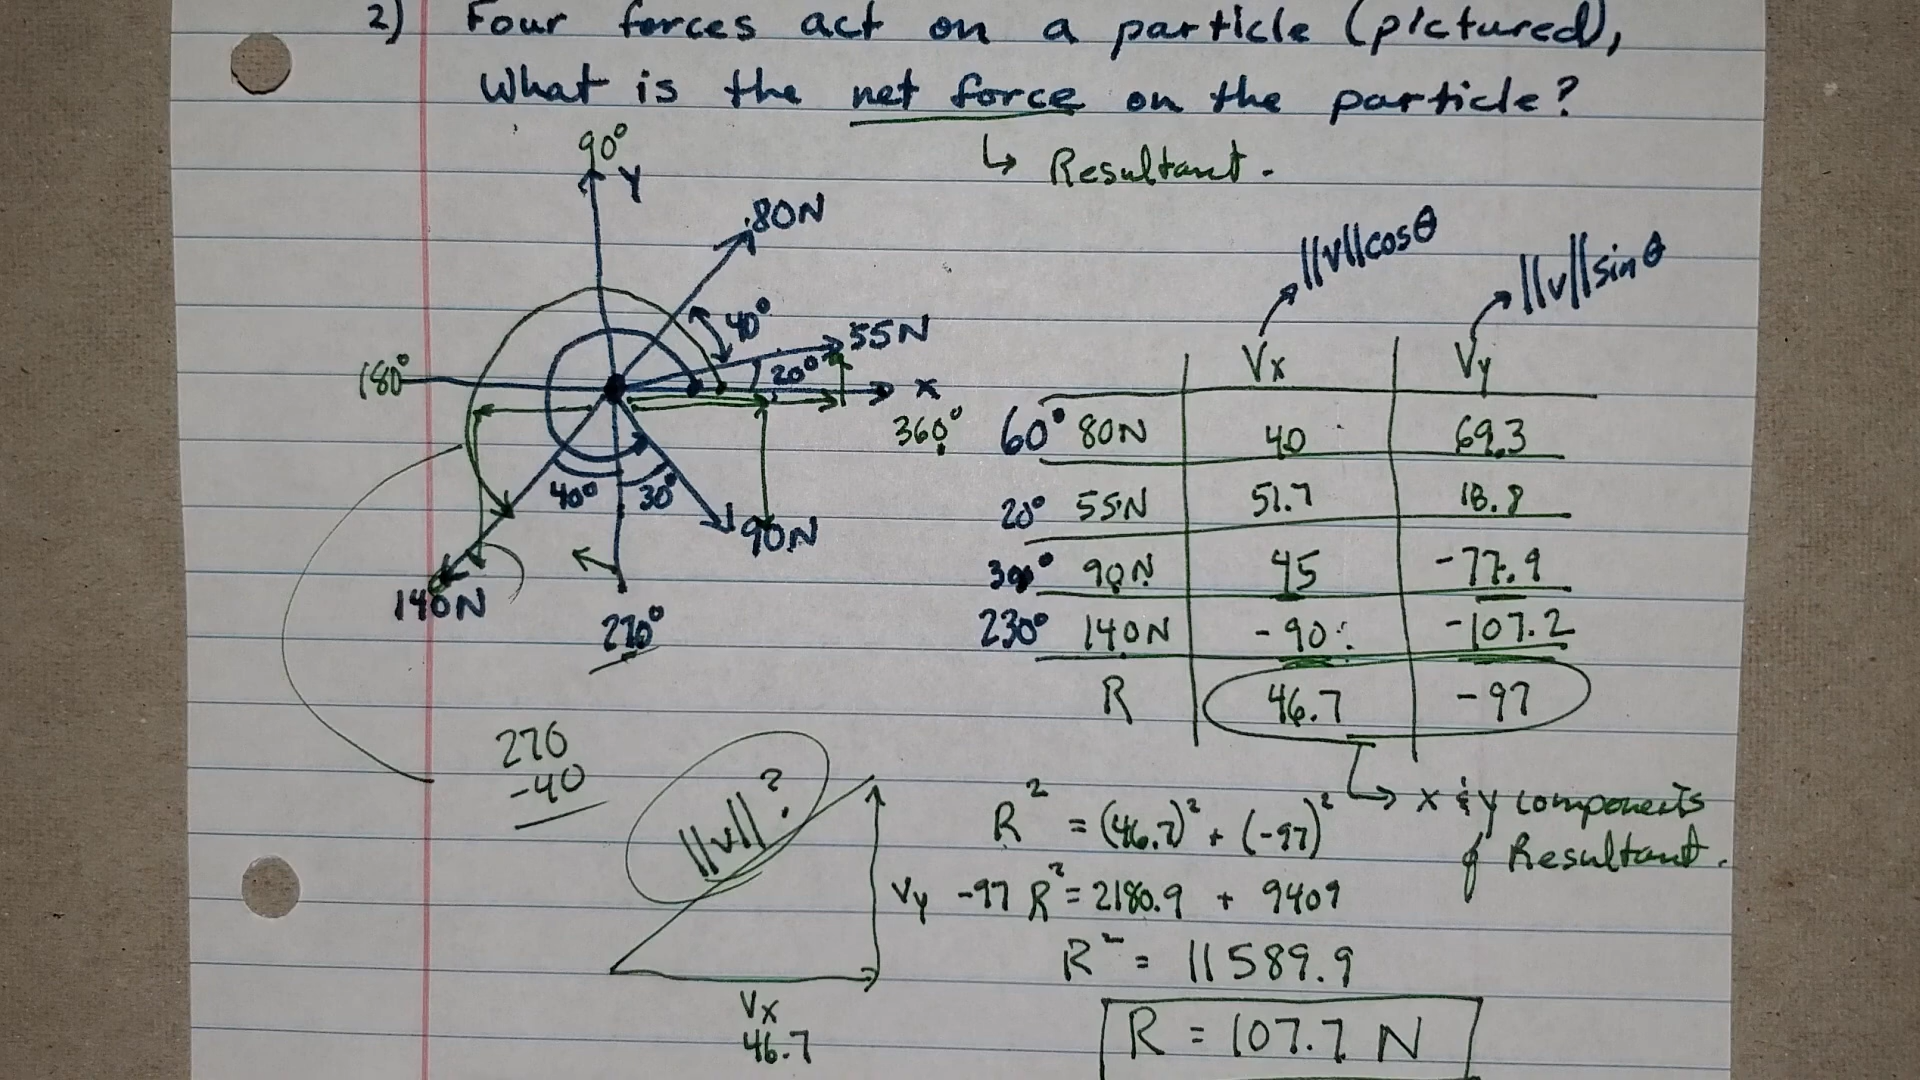 2) Four forces act on a particle (pictured),
What is the net force on the particle?
↳ Resultant.
90°
Y
80N
40°
55N
20°
180°
x
360°
40°
30°
90N
140N
270°
||v||cosθ
||v||sinθ
Vx Vy
60° 80N 40 69.3
20° 55N 51.7 18.8
300° 90N 45 -77.9
230° 140N -90 -107.2
R 46.7 -97
→ x & y components
of Resultant.
270
-40
||v||?
Vy -97
Vx
46.7
R² = (46.7)² + (-97)²
R² = 2180.9 + 9409
R² = 11589.9
R = 107.7 N